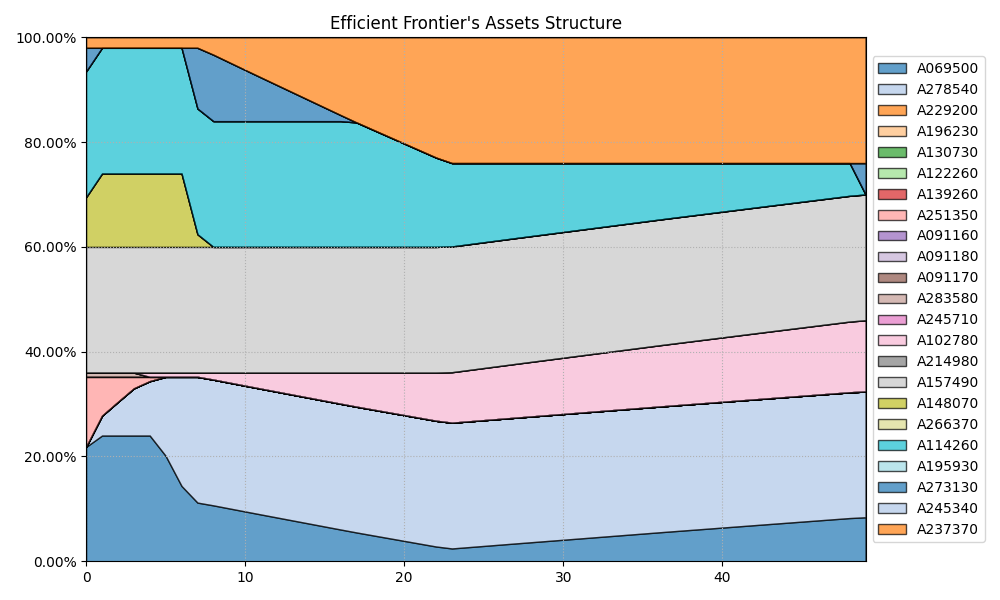 Efficient Frontier's Assets Structure
100.00%
80.00%
60.00%
40.00%
20.00%
0.00%
0
10
20
30
40
A069500
A278540
A229200
A196230
A130730
A122260
A139260
A251350
A091160
A091180
A091170
A283580
A245710
A102780
A214980
A157490
A148070
A266370
A114260
A195930
A273130
A245340
A237370